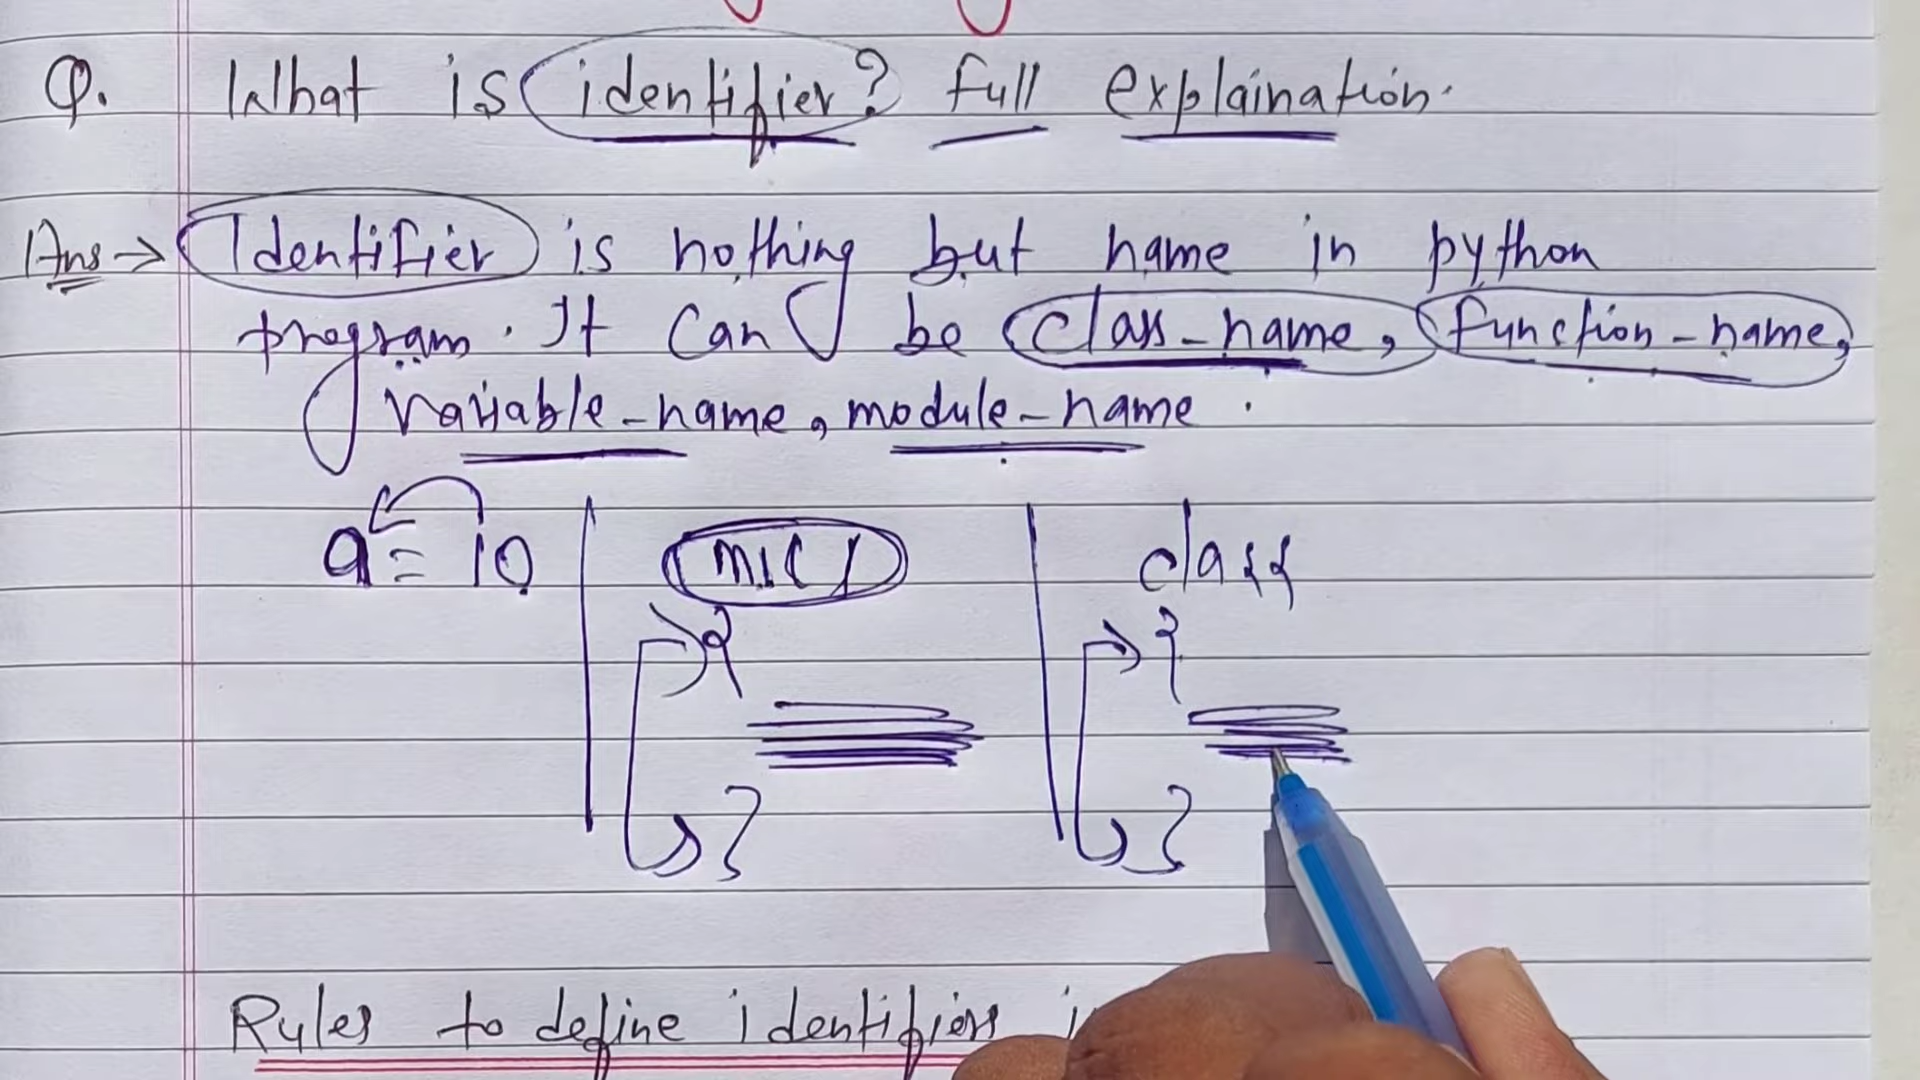 Q. What is identifier? full explaination.
Ans → Identifier is nothing but name in python
program. It can be class_name, function_name,
variable_name, module_name.
a = 10
class
{
{
}
}
Rules to define identifiers